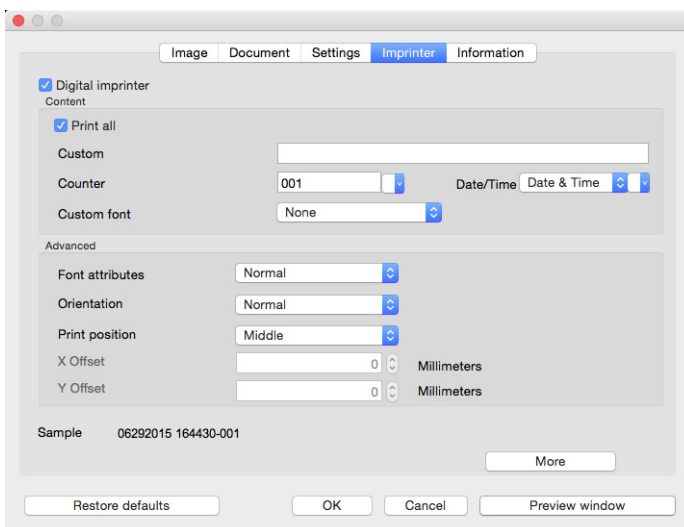 Image Document Settings Imprinter Information
Digital imprinter
Content
Print all
Custom
Counter 001 Date/Time Date & Time
Custom font None
Advanced
Font attributes Normal
Orientation Normal
Print position Middle
X Offset 0 Millimeters
Y Offset 0 Millimeters
Sample 06292015 164430-001
More
Restore defaults OK Cancel Preview window